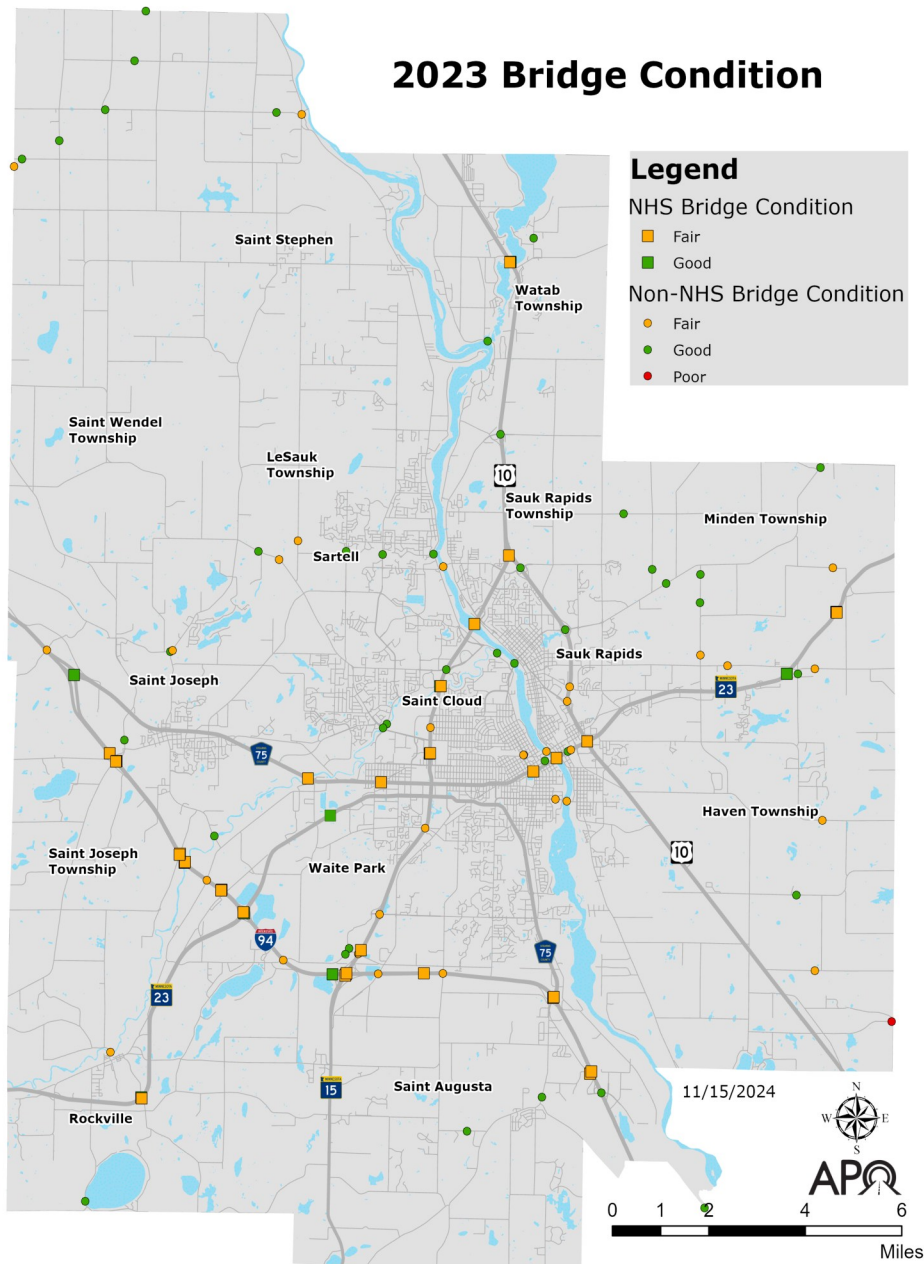 2023 Bridge Condition
Legend
NHS Bridge Condition
Fair
Good
Non-NHS Bridge Condition
Fair
Good
Poor
Saint Stephen
Watab
Township
Saint Wendel
Township
LeSauk
Township
10
Sauk Rapids
Township
Minden Township
Sartell
Sauk Rapids
Saint Joseph
23
Saint Cloud
75
Haven Township
10
Saint Joseph
Township
Waite Park
94
75
23
15
Saint Augusta
Rockville
11/15/2024
N
W
E
S
APO
0 1 2 4 6
Miles